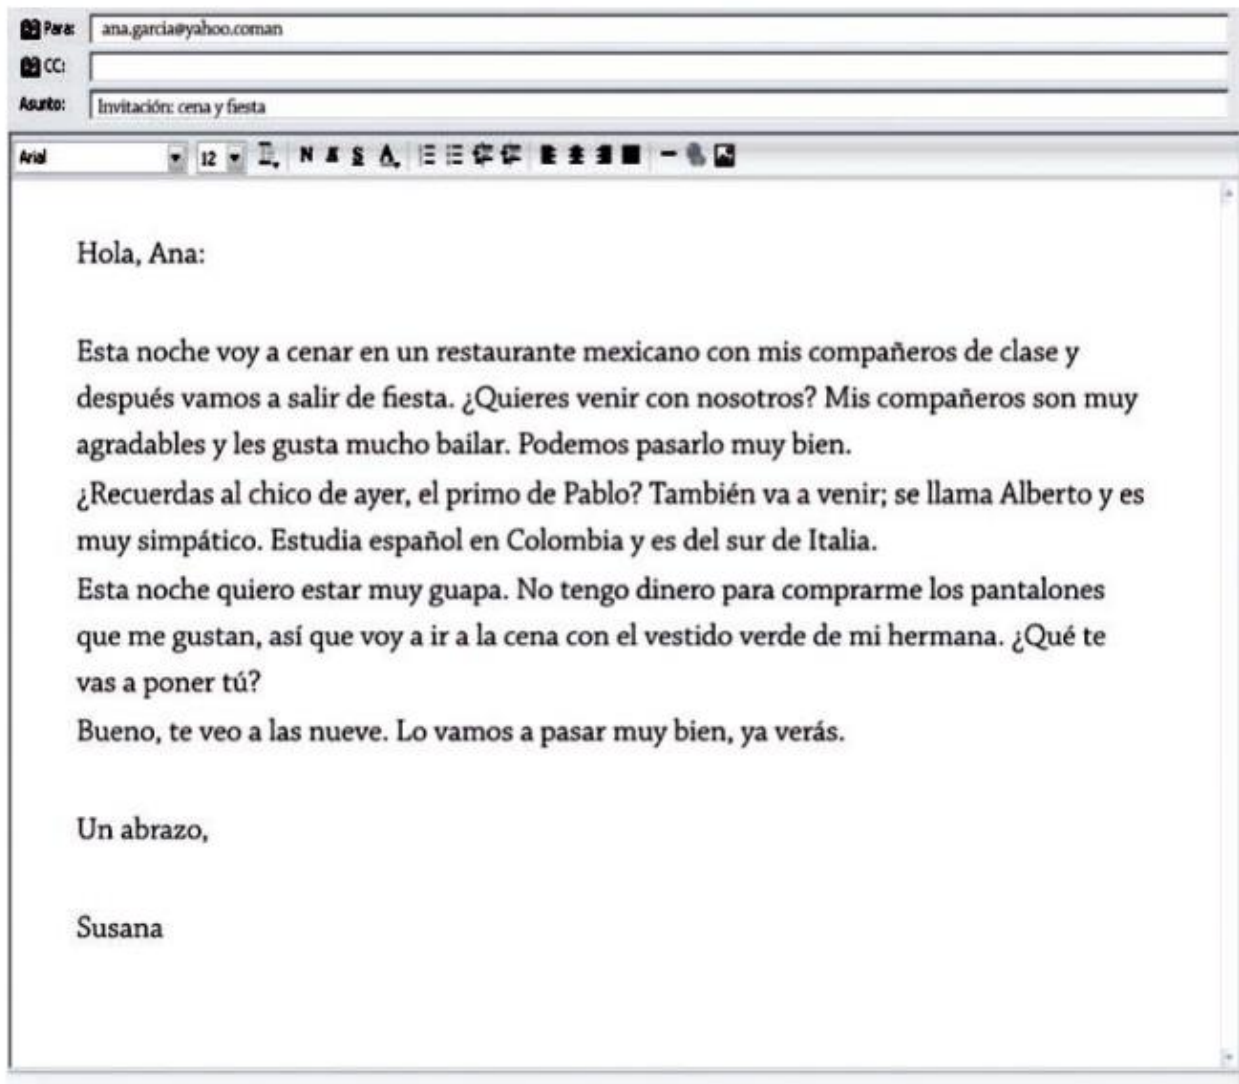 Para:
ana.garcia@yahoo.coman
CC:
Asunto:
Invitación: cena y fiesta
Arial
12
N
S
A
Hola, Ana:
Esta noche voy a cenar en un restaurante mexicano con mis compañeros de clase y
después vamos a salir de fiesta. ¿Quieres venir con nosotros? Mis compañeros son muy
agradables y les gusta mucho bailar. Podemos pasarlo muy bien.
¿Recuerdas al chico de ayer, el primo de Pablo? También va a venir; se llama Alberto y es
muy simpático. Estudia español en Colombia y es del sur de Italia.
Esta noche quiero estar muy guapa. No tengo dinero para comprarme los pantalones
que me gustan, así que voy a ir a la cena con el vestido verde de mi hermana. ¿Qué te
vas a poner tú?
Bueno, te veo a las nueve. Lo vamos a pasar muy bien, ya verás.
Un abrazo,
Susana